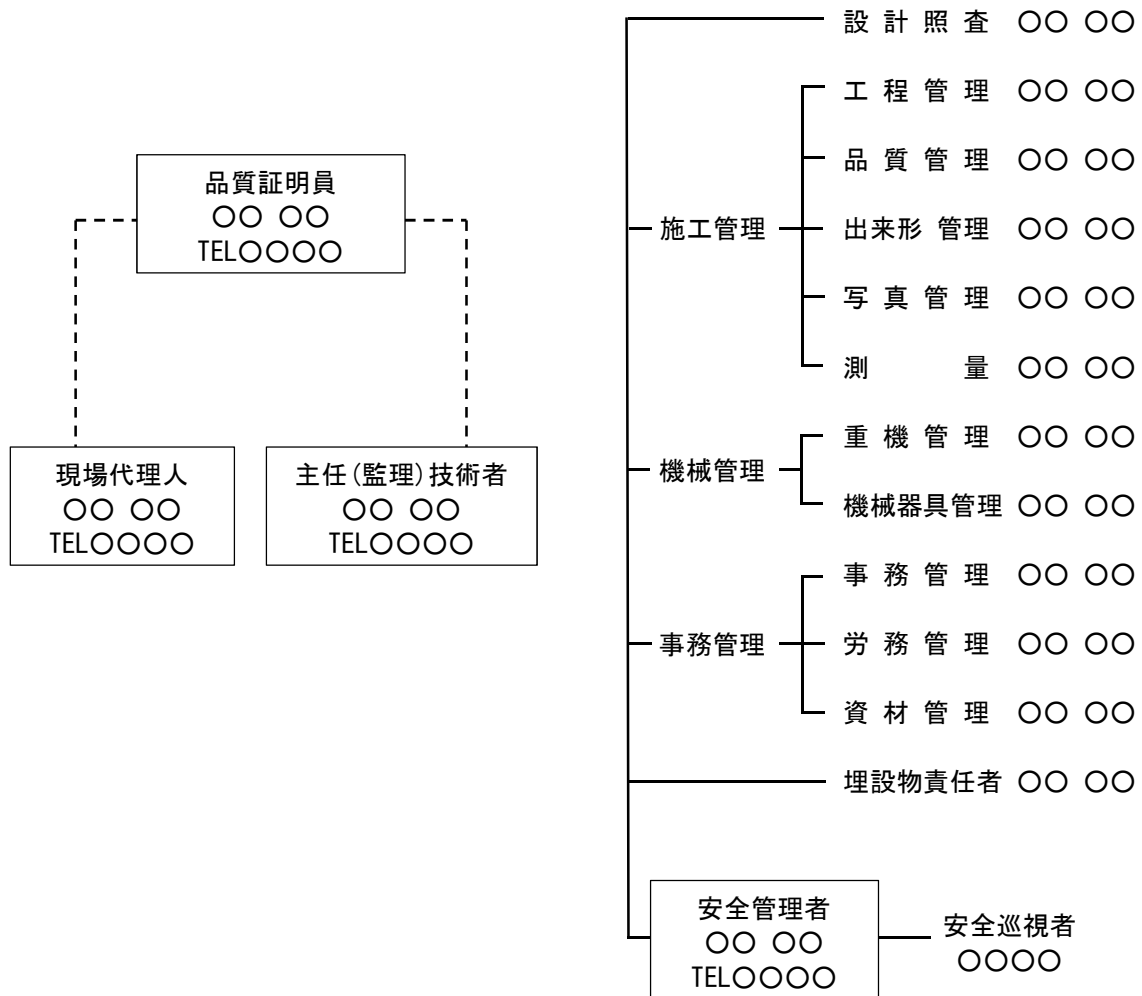 品質証明員
○○ ○○
TEL○○○○
現場代理人
○○ ○○
TEL○○○○
主任(監理)技術者
○○ ○○
TEL○○○○
設計照査 ○○ ○○
施工管理
工程管理 ○○ ○○
品質管理 ○○ ○○
出来形 管理 ○○ ○○
写真管理 ○○ ○○
測量 ○○ ○○
機械管理
重機管理 ○○ ○○
機械器具管理 ○○ ○○
事務管理
事務管理 ○○ ○○
労務管理 ○○ ○○
資材管理 ○○ ○○
埋設物責任者 ○○ ○○
安全管理者
○○ ○○
TEL○○○○
安全巡視者
○○○○